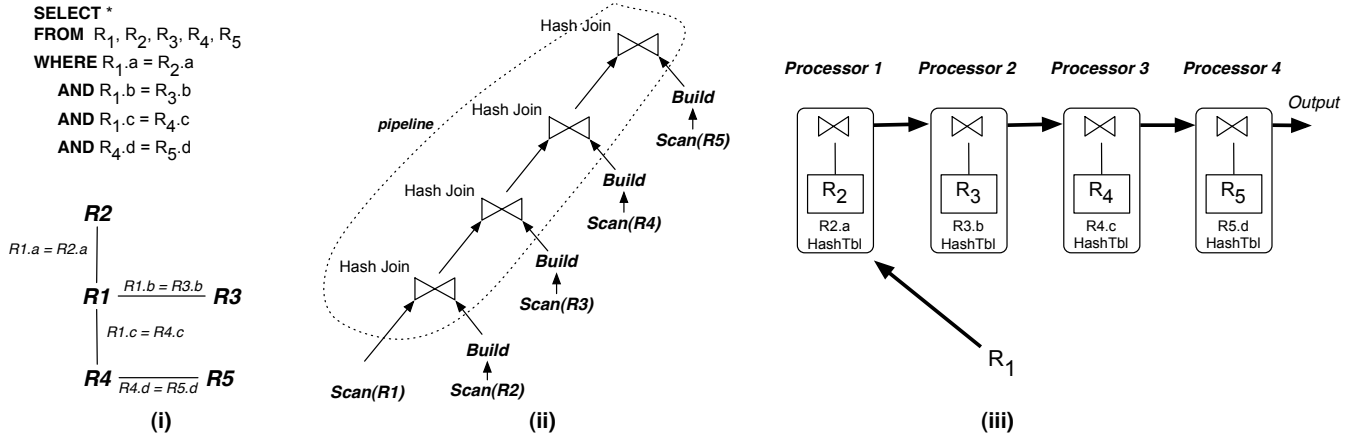 SELECT *
FROM R1, R2, R3, R4, R5
WHERE R1.a = R2.a
AND R1.b = R3.b
AND R1.c = R4.c
AND R4.d = R5.d
R2
R1.a = R2.a
R1 R1.b = R3.b R3
R1.c = R4.c
R4 R4.d = R5.d R5
(i)
Hash Join
Hash Join
Build
pipeline
Scan(R5)
Hash Join
Build
Scan(R4)
Hash Join
Build
Scan(R3)
Build
Scan(R1) Scan(R2)
(ii)
Processor 1 Processor 2 Processor 3 Processor 4
Output
R2 R3 R4 R5
R2.a R3.b R4.c R5.d
HashTbl HashTbl HashTbl HashTbl
R1
(iii)